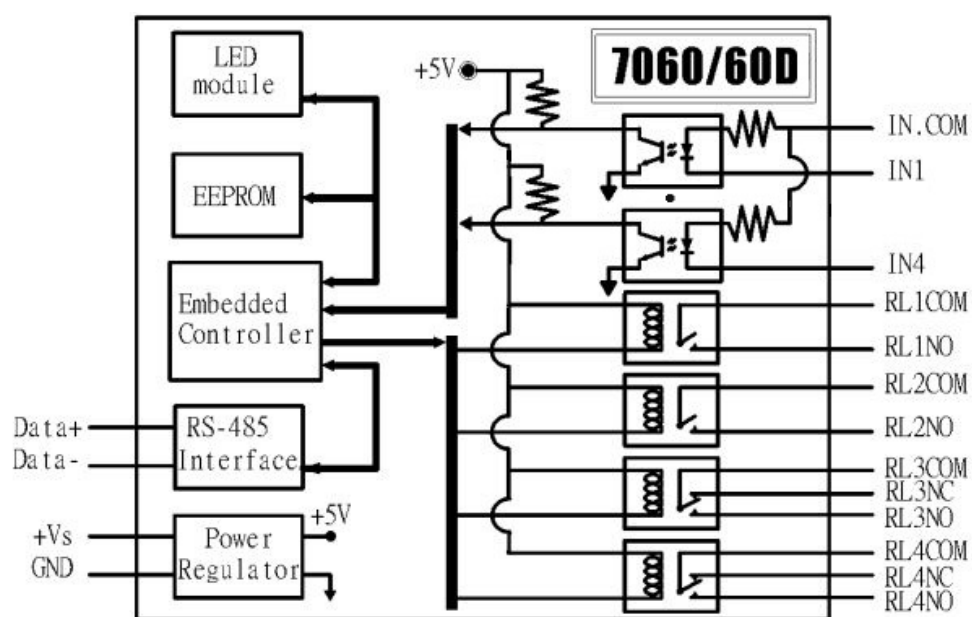 7060/60D
LED
module
+5V
IN.COM
IN1
EEPROM
IN4
Embedded
Controller
RL1COM
RL1NO
RL2COM
RL2NO
Data+
Data-
RS-485
Interface
RL3COM
RL3NC
RL3NO
+Vs
GND
Power
Regulator
+5V
RL4COM
RL4NC
RL4NO